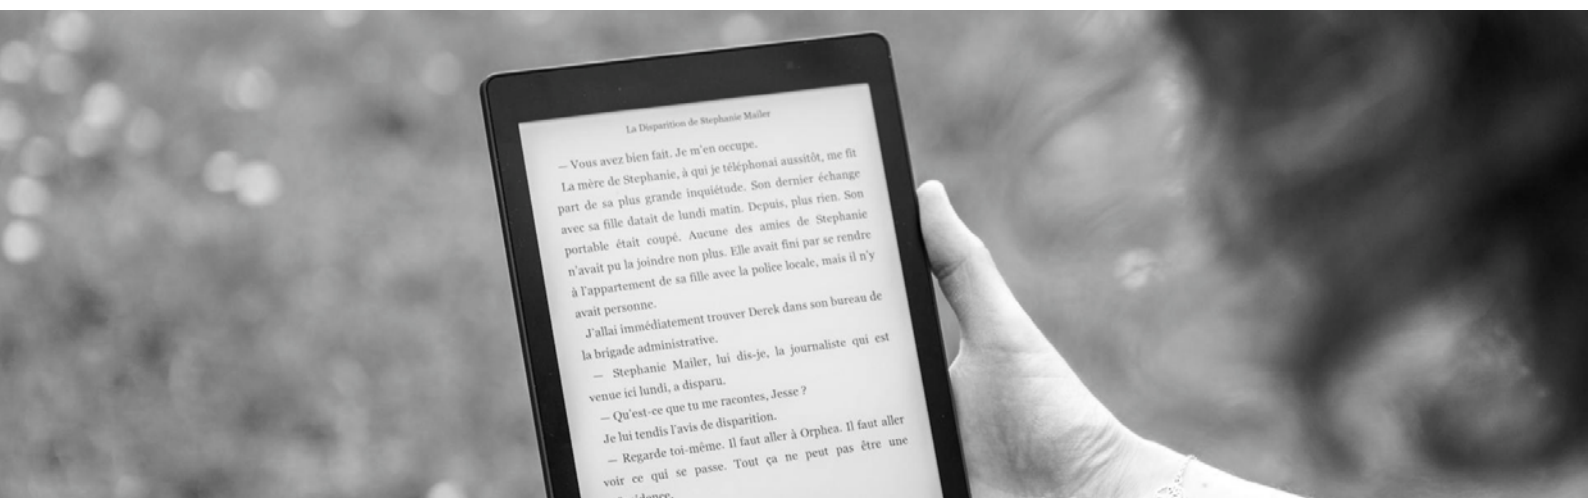 La Disparition de Stephanie Mailer
— Vous avez bien fait. Je m'en occupe.
La mère de Stephanie, à qui je téléphonai aussitôt, me fit
part de sa plus grande inquiétude. Son dernier échange
avec sa fille datait de lundi matin. Depuis, plus rien. Son
portable était coupé. Aucune des amies de Stephanie
n'avait pu la joindre non plus. Elle avait fini par se rendre
à l'appartement de sa fille avec la police locale, mais il n'y
avait personne.
J'allai immédiatement trouver Derek dans son bureau de
la brigade administrative.
— Stephanie Mailer, lui dis-je, la journaliste qui est
venue ici lundi, a disparu.
— Qu'est-ce que tu me racontes, Jesse ?
Je lui tendis l'avis de disparition.
— Regarde toi-même. Il faut aller à Orphea. Il faut aller
voir ce qui se passe. Tout ça ne peut pas être une